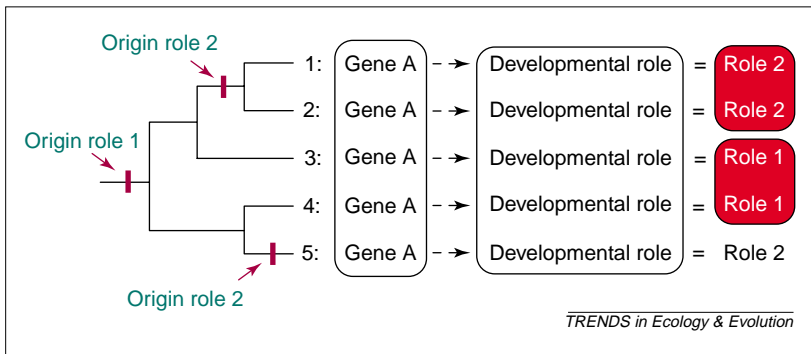 Origin role 2
1: Gene A Developmental role = Role 2
2: Gene A Developmental role = Role 2
Origin role 1
3: Gene A Developmental role = Role 1
4: Gene A Developmental role = Role 1
5: Gene A Developmental role = Role 2
Origin role 2
TRENDS in Ecology & Evolution